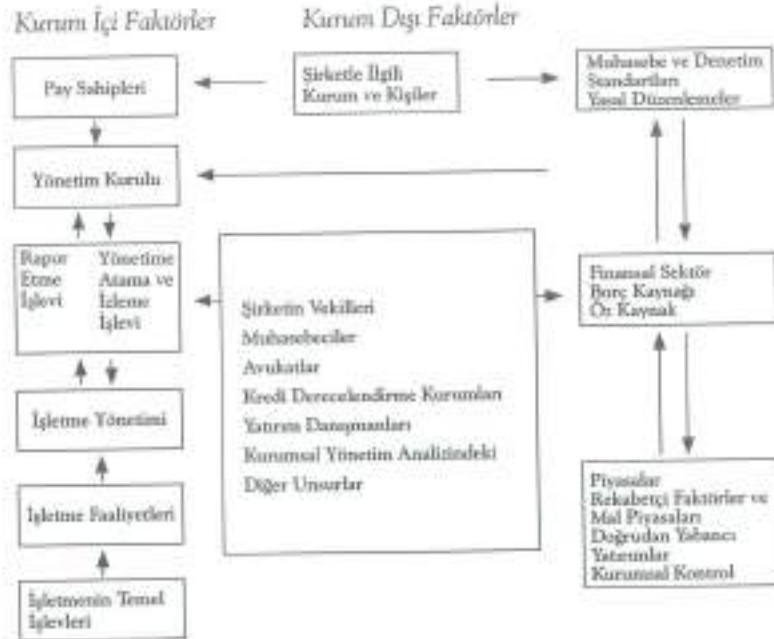 Kurum İçi Faktörler
Kurum Dışı Faktörler
Pay Sahipleri
Şirketle İlgili
Kurum ve Kişiler
Muhasebe ve Denetim
Standartları
Yasal Düzenlemeler
Yönetim Kurulu
Rapor
Etme
İşlevi
Yönetime
Atama ve
İzleme
İşlevi
Şirketin Vekilleri
Muhasebeciler
Avukatlar
Kredi Derecelendirme Kurumları
Yatırım Danışmanları
Kurumsal Yönetim Analizindeki
Diğer Unsurlar
Finansal Sektör
Borç Kaynağı
Öz Kaynak
İşletme Yönetimi
İşletme Faaliyetleri
İşletmenin Temel
İşlevleri
Piyasalar
Rekabetçi Faktörler ve
Mal Piyasaları
Doğrudan Yabancı
Yatırımlar
Kurumsal Kontrol